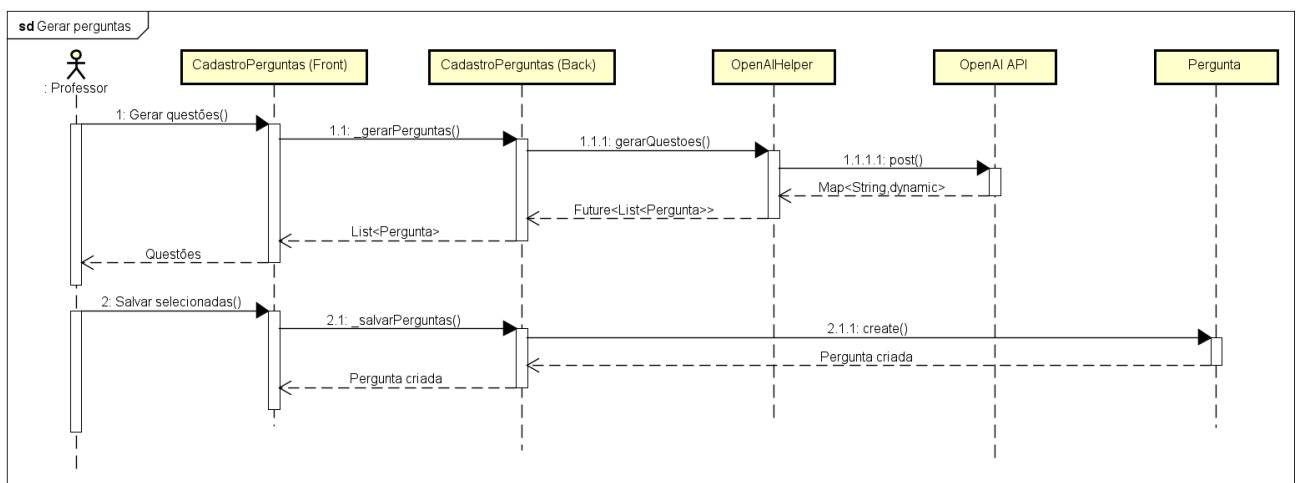 sd Gerar perguntas
: Professor
CadastroPerguntas (Front)
CadastroPerguntas (Back)
OpenAIHelper
OpenAI API
Pergunta
1: Gerar questões()
1.1: _gerarPerguntas()
1.1.1: gerarQuestoes()
1.1.1.1: post()
Map<String,dynamic>
Future<List<Pergunta>>
List<Pergunta>
Questões
2: Salvar selecionadas()
2.1: _salvarPerguntas()
2.1.1: create()
Pergunta criada
Pergunta criada